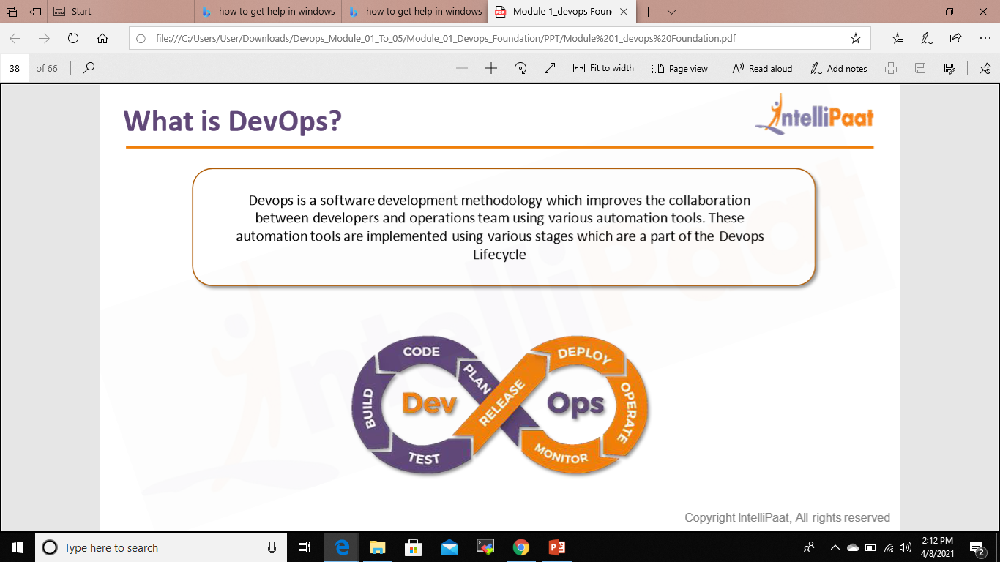 Start
how to get help in windows
how to get help in windows
Module 1_devops Foun
file:///C:/Users/User/Downloads/Devops_Module_01_To_05/Module_01_Devops_Foundation/PPT/Module%201_devops%20Foundation.pdf
38 of 66
Fit to width
Page view
Read aloud
Add notes
What is DevOps?
IntelliPaat
Devops is a software development methodology which improves the collaboration
between developers and operations team using various automation tools. These
automation tools are implemented using various stages which are a part of the Devops
Lifecycle
CODE
PLAN
BUILD
Dev
TEST
RELEASE
DEPLOY
Ops
OPERATE
MONITOR
IntelliPaat
Copyright IntelliPaat, All rights reserved
Type here to search
2:12 PM
4/8/2021
2